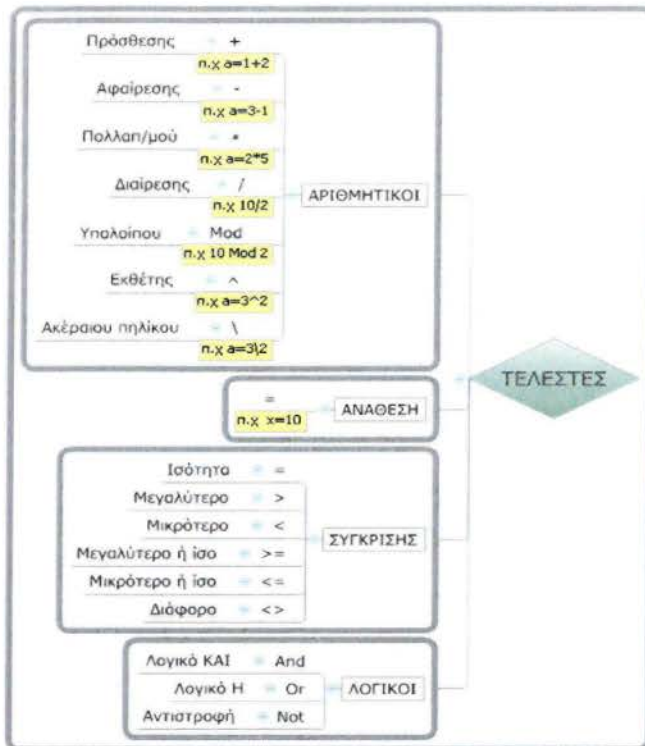 Πρόσθεσης +
π.χ a=1+2
Αφαίρεσης -
π.χ a=3-1
Πολλαπ/μού *
π.χ a=2*5
Διαίρεσης /
π.χ 10/2
Υπολοίπου Mod
π.χ 10 Mod 2
Εκθέτης ^
π.χ a=3^2
Ακέραιου πηλίκου \
π.χ a=3\2
ΑΡΙΘΜΗΤΙΚΟΙ
=
π.χ x=10
ΑΝΑΘΕΣΗ
ΤΕΛΕΣΤΕΣ
Ισότητα =
Μεγαλύτερο >
Μικρότερο <
Μεγαλύτερο ή ίσο >=
Μικρότερο ή ίσο <=
Διάφορο <>
ΣΥΓΚΡΙΣΗΣ
Λογικό ΚΑΙ And
Λογικό Η Or
Αντιστροφή Not
ΛΟΓΙΚΟΙ